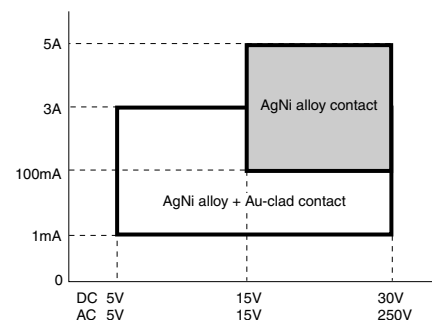 5A
AgNi alloy contact
3A
100mA
AgNi alloy + Au-clad contact
1mA
0
DC 5V 15V 30V
AC 5V 15V 250V